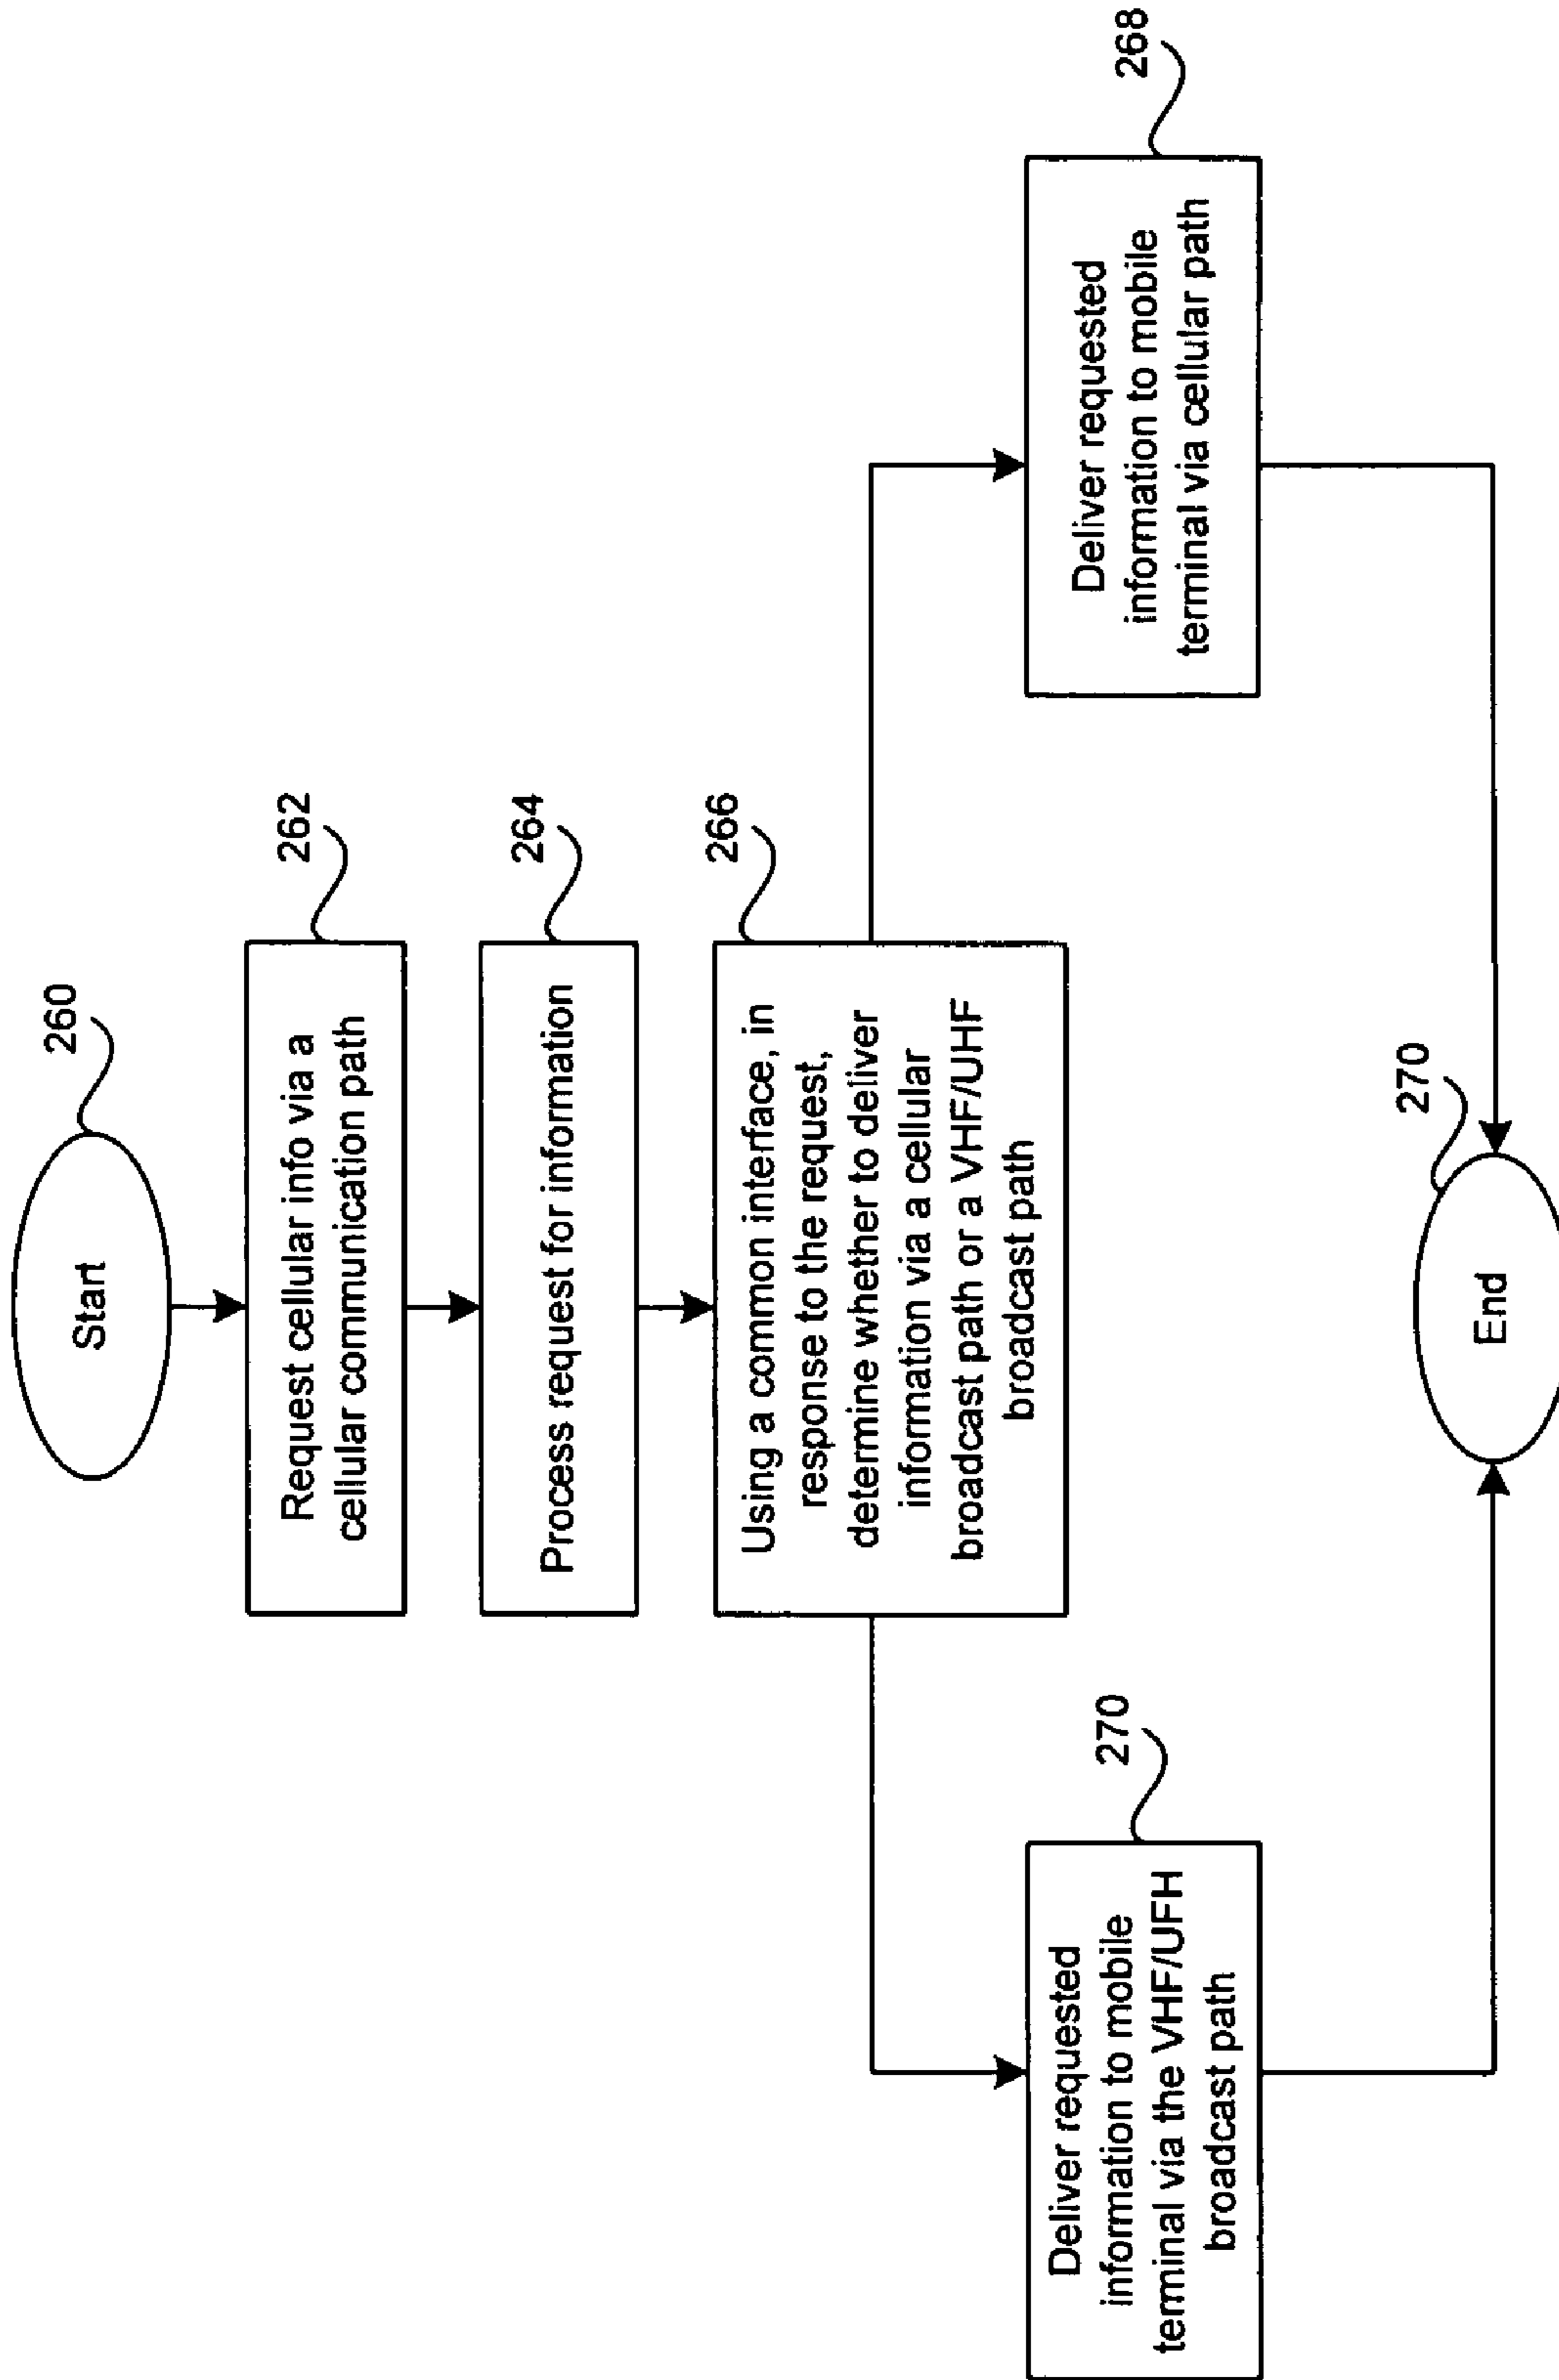 260
Start
262
Request cellular info via a
cellular communication path
264
Process request for information
266
Using a common interface, in
response to the request,
determine whether to deliver
information via a cellular
broadcast path or a VHF/UHF
broadcast path
270
Deliver requested
information to mobile
terminal via the VHF/UFH
broadcast path
268
Deliver requested
information to mobile
terminal via cellular path
270
End